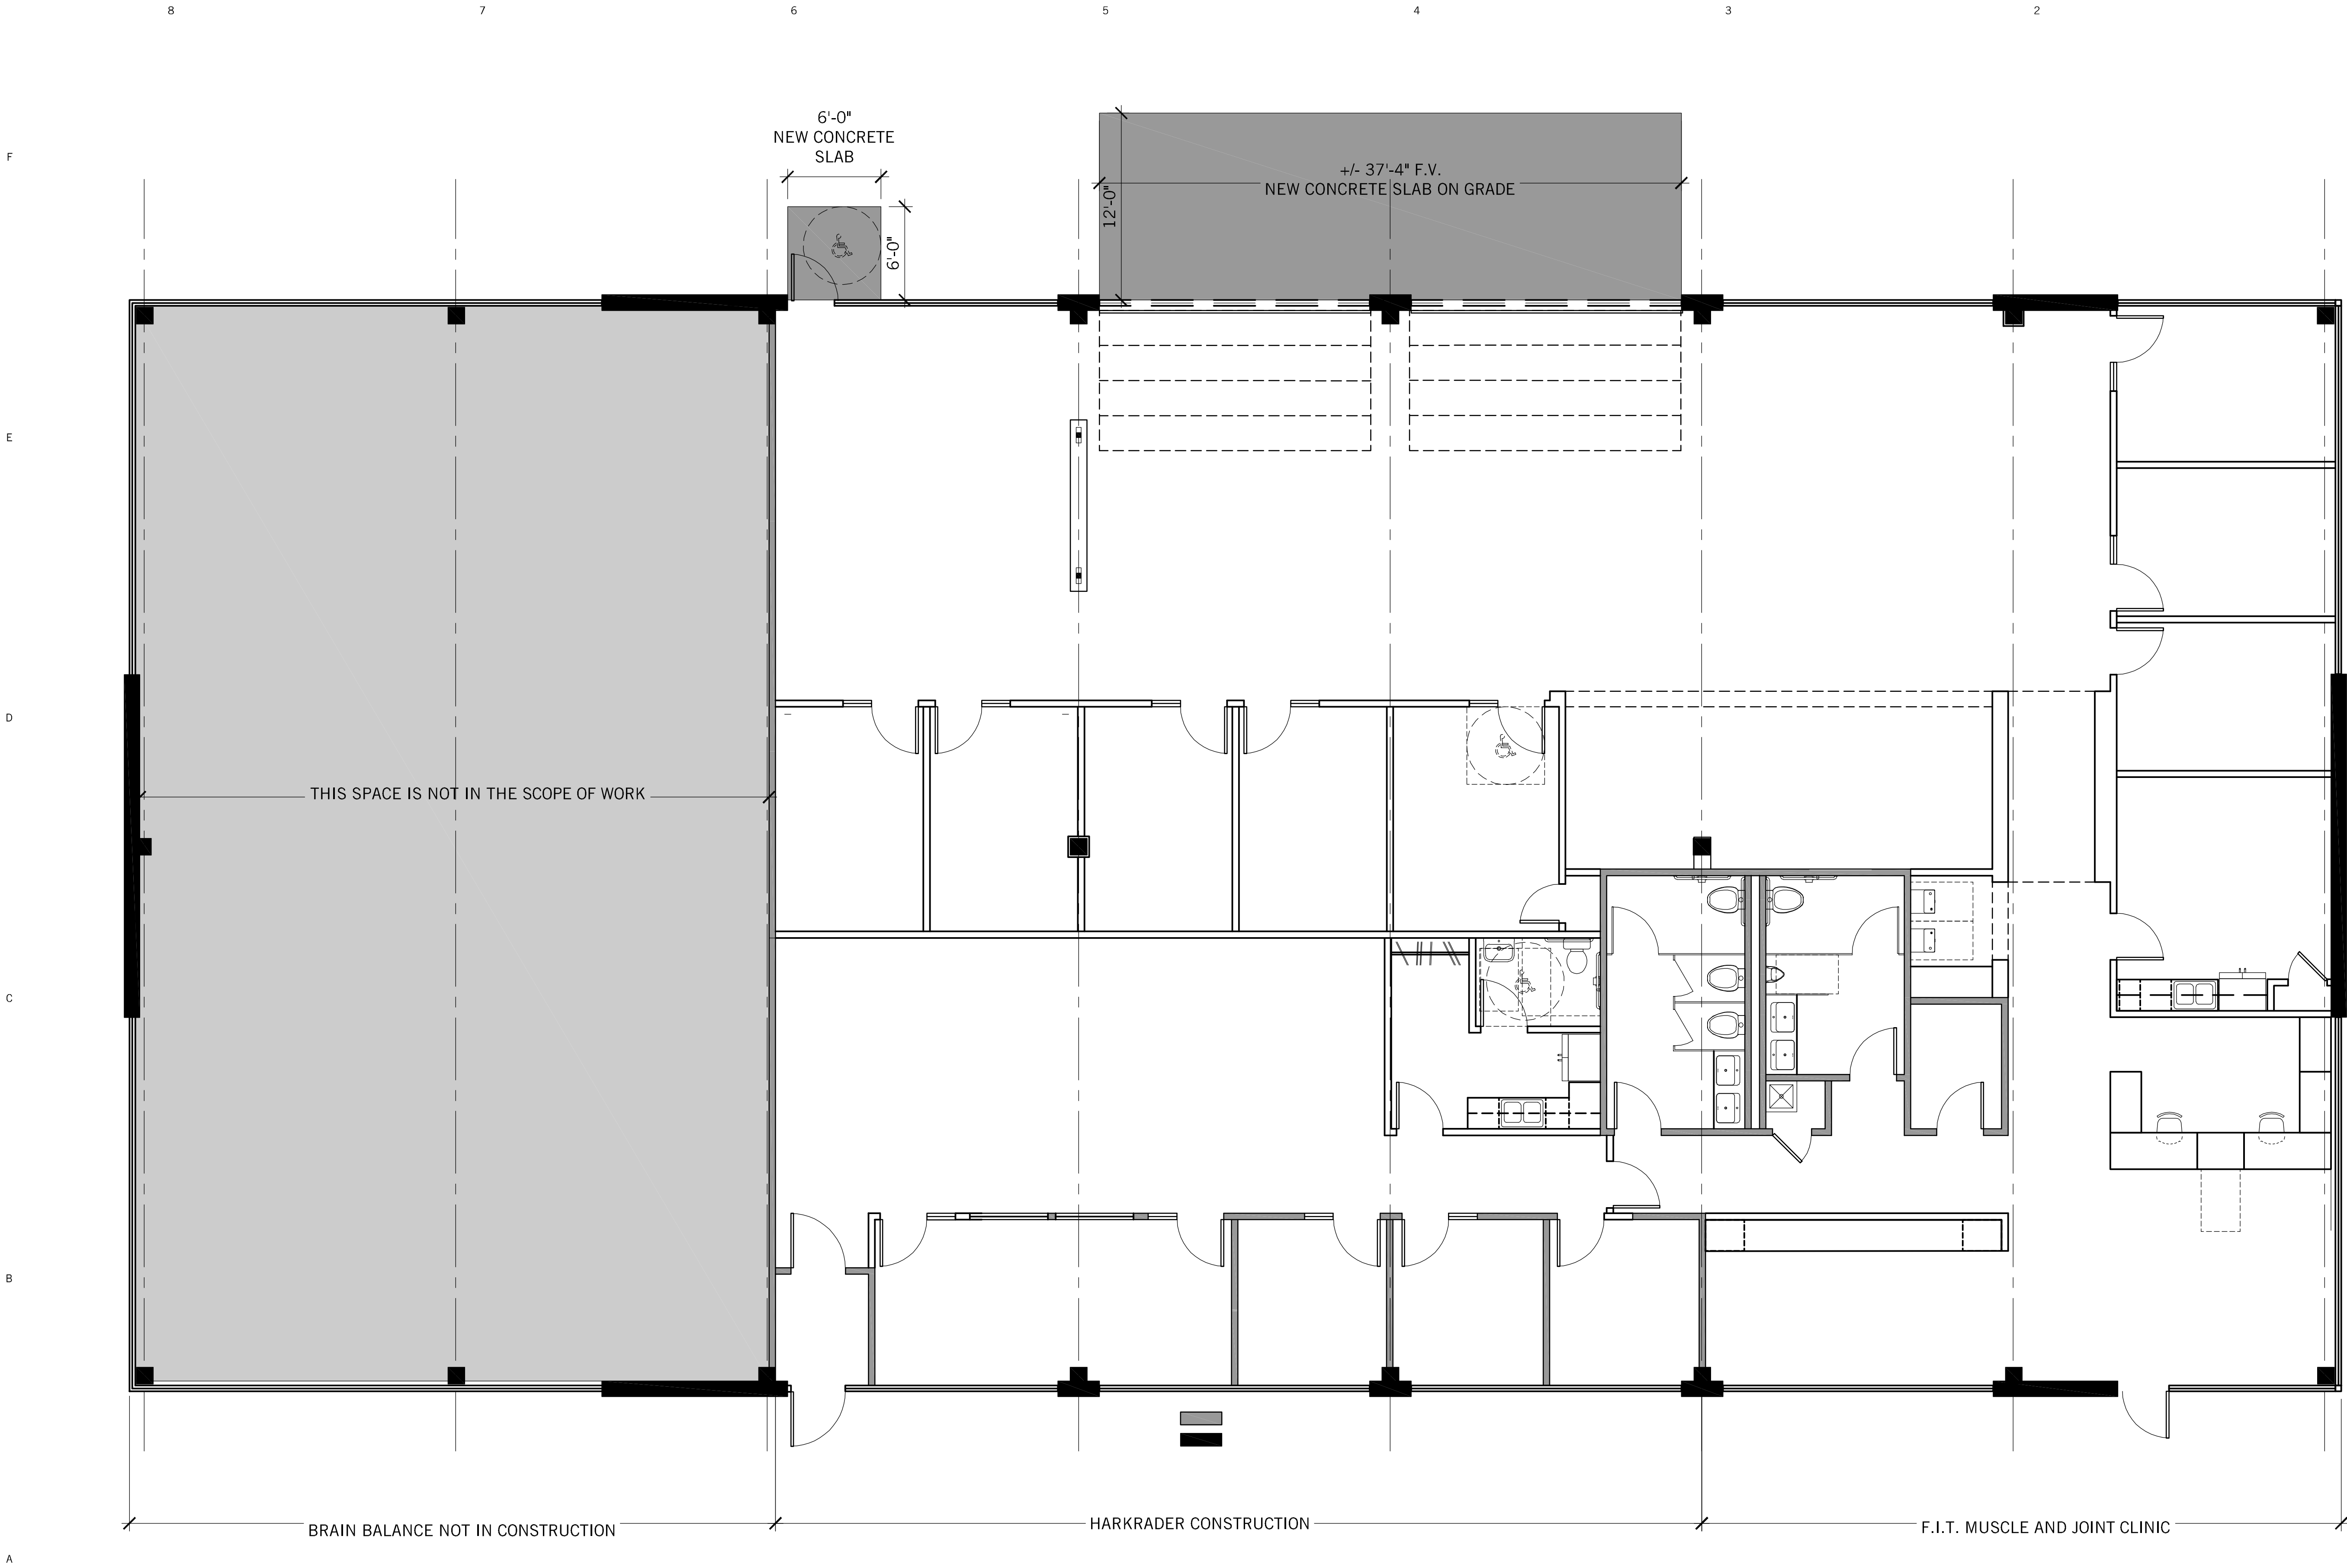 8 7 6 5 4 3 2
F
6'-0"
NEW CONCRETE
SLAB
6'-0"
+/- 37'-4" F.V.
NEW CONCRETE SLAB ON GRADE
12'-0"
E
D
THIS SPACE IS NOT IN THE SCOPE OF WORK
C
B
BRAIN BALANCE NOT IN CONSTRUCTION
HARKRADER CONSTRUCTION
F.I.T. MUSCLE AND JOINT CLINIC
A